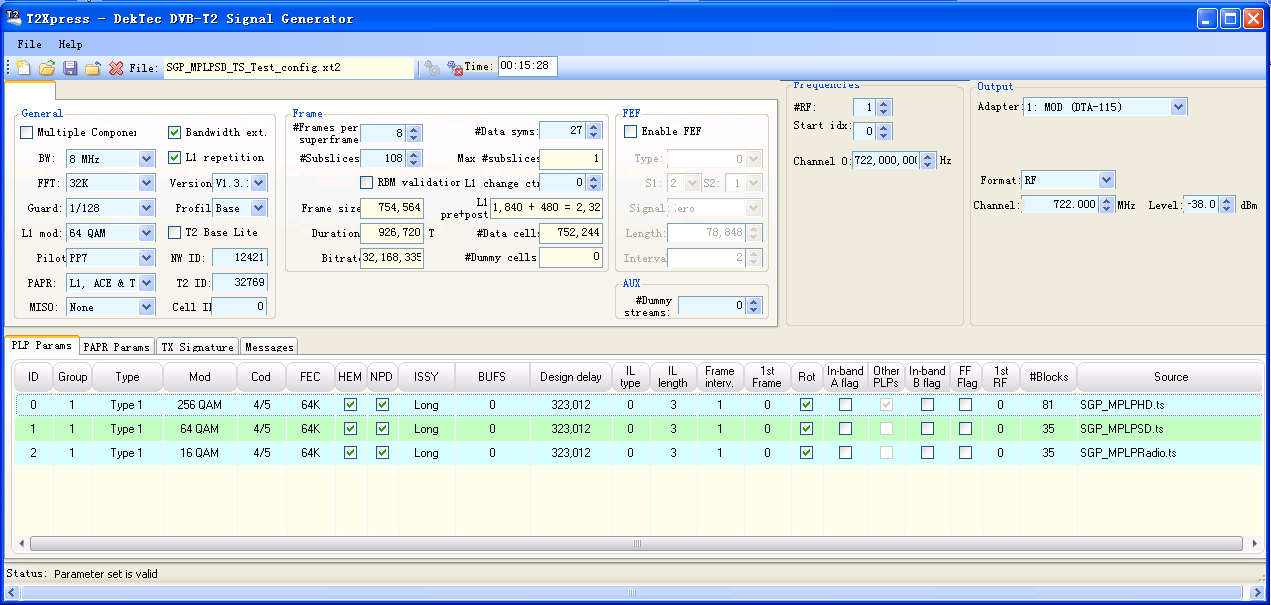 T2Xpress - DekTec DVB-T2 Signal Generator
File Help
File: SGP_MPLPSD_TS_Test_config.xt2 Time: 00:15:28
General
Multiple Componer Bandwidth ext.
BW: 8 MHz L1 repetition
FFT: 32K Version V1.3.
Guard: 1/128 Profil Base
L1 mod: 64 QAM T2 Base Lite
Pilot PP7 NW ID: 12421
PAPR: L1, ACE & T T2 ID: 32769
MISO: None Cell II 0
Frame
#Frames per superframe 8 #Data syms: 27
#Subslices 108 Max #subslices 1
RBM validation L1 change ctr 0
Frame size 754,564 L1 pretpost 1,840 + 480 = 2,32
Duration 926,720 T #Data cells 752,244
Bitrate 32,168,335 #Dummy cells 0
FEF
Enable FEF
Type: 0
S1: 2 S2: 1
Signal Zero
Length: 78,848
Interva 2
AUX
#Dummy streams: 0
Frequencies
#RF: 1
Start idx: 0
Channel 0: 722,000,000 Hz
Output
Adapter: 1: MOD (DTA-115)
Format: RF
Channel: 722.000 MHz Level: -38.0 dBm
PLP Params PAPR Params TX Signature Messages
ID Group Type Mod Cod FEC HEM NPD ISSY BUFS Design delay IL type IL length Frame interv. 1st Frame Rot In-band A flag Other PLPs In-band B flag FF Flag 1st RF #Blocks Source
0 1 Type 1 256 QAM 4/5 64K Long 0 323,012 0 3 1 0 0 81 SGP_MPLPHD.ts
1 1 Type 1 64 QAM 4/5 64K Long 0 323,012 0 3 1 0 0 35 SGP_MPLPSD.ts
2 1 Type 1 16 QAM 4/5 64K Long 0 323,012 0 3 1 0 0 35 SGP_MPLPRadio.ts
Status: Parameter set is valid